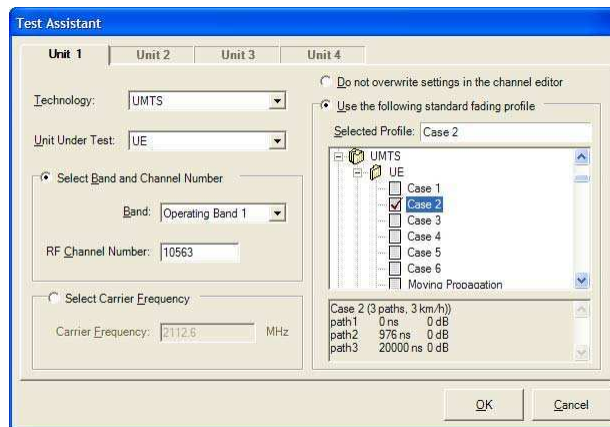 Test Assistant
Unit 1
Unit 2
Unit 3
Unit 4
Technology: UMTS
Unit Under Test: UE
Select Band and Channel Number
Band: Operating Band 1
RF Channel Number: 10563
Select Carrier Frequency
Carrier Frequency: 2112.6 MHz
Do not overwrite settings in the channel editor
Use the following standard fading profile
Selected Profile: Case 2
UMTS
UE
Case 1
Case 2
Case 3
Case 4
Case 5
Case 6
Moving Propagation
Case 2 (3 paths, 3 km/h))
path1 0 ns 0 dB
path2 976 ns 0 dB
path3 20000 ns 0 dB
OK
Cancel